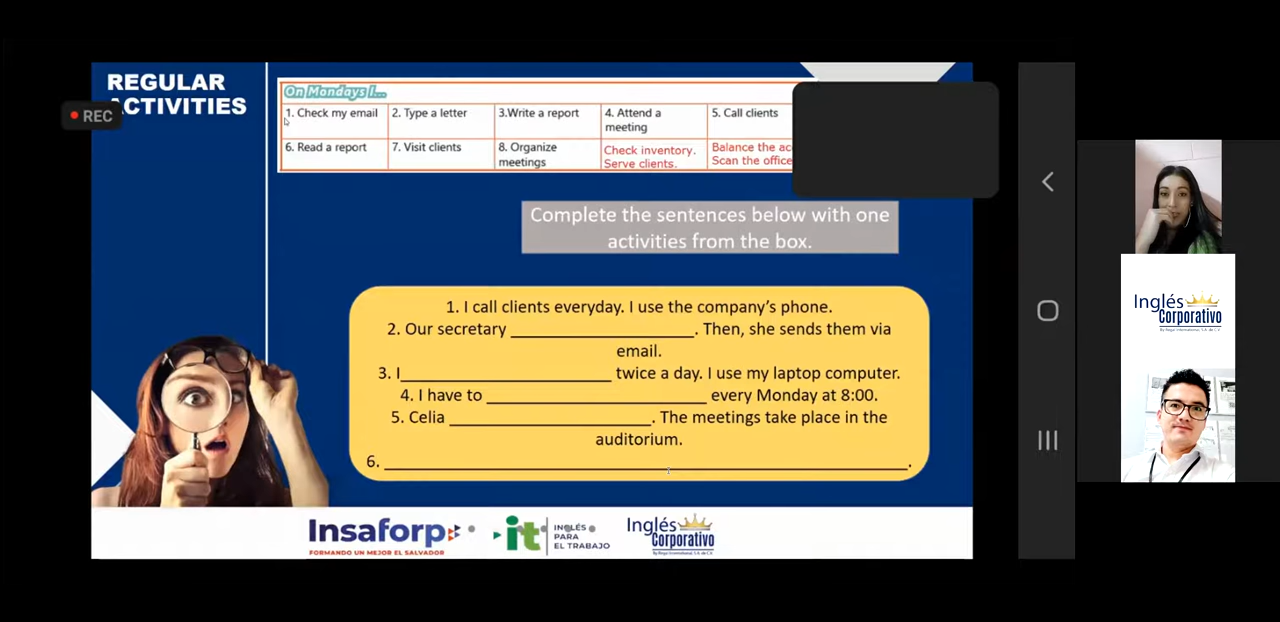 REGULAR
ACTIVITIES
REC
On Mondays I...
1. Check my email
2. Type a letter
3.Write a report
4. Attend a
meeting
5. Call clients
6. Read a report
7. Visit clients
8. Organize
meetings
Check inventory.
Serve clients.
Balance the
Scan the office
Complete the sentences below with one
activities from the box.
1. I call clients everyday. I use the company’s phone.
2. Our secretary ____________________. Then, she sends them via
email.
3. I_______________________ twice a day. I use my laptop computer.
4. I have to ________________________ every Monday at 8:00.
5. Celia ______________________. The meetings take place in the
auditorium.
6. _________________________________________________________.
Insaforp
FORMANDO UN MEJOR EL SALVADOR
it
INGLÉS
PARA
EL TRABAJO
Inglés
Corporativo
Inglés
Corporativo